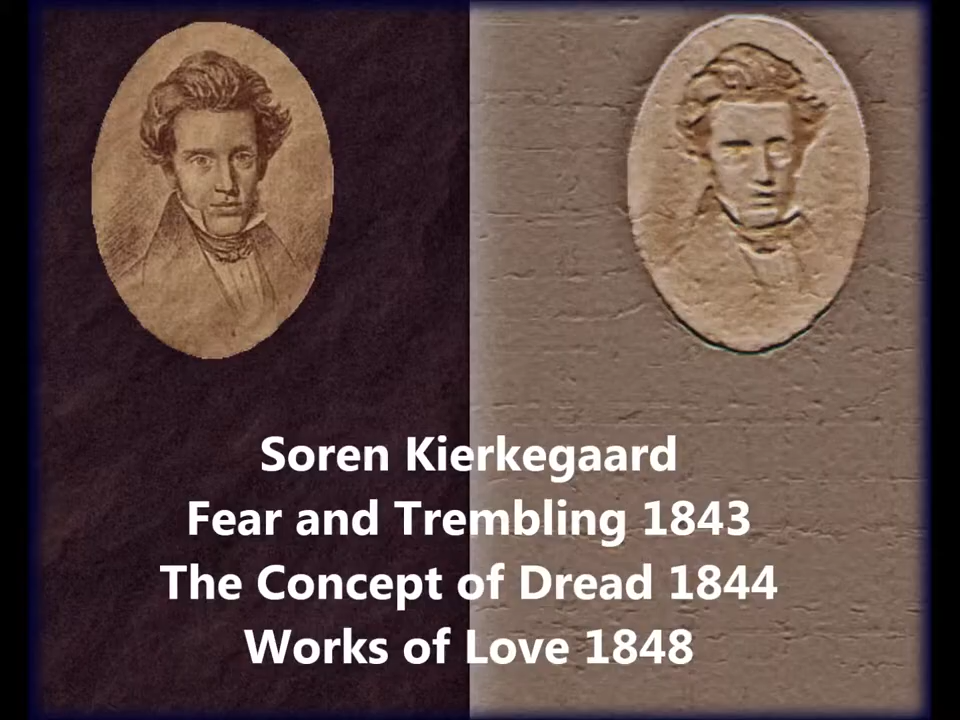 Soren Kierkegaard
Fear and Trembling 1843
The Concept of Dread 1844
Works of Love 1848